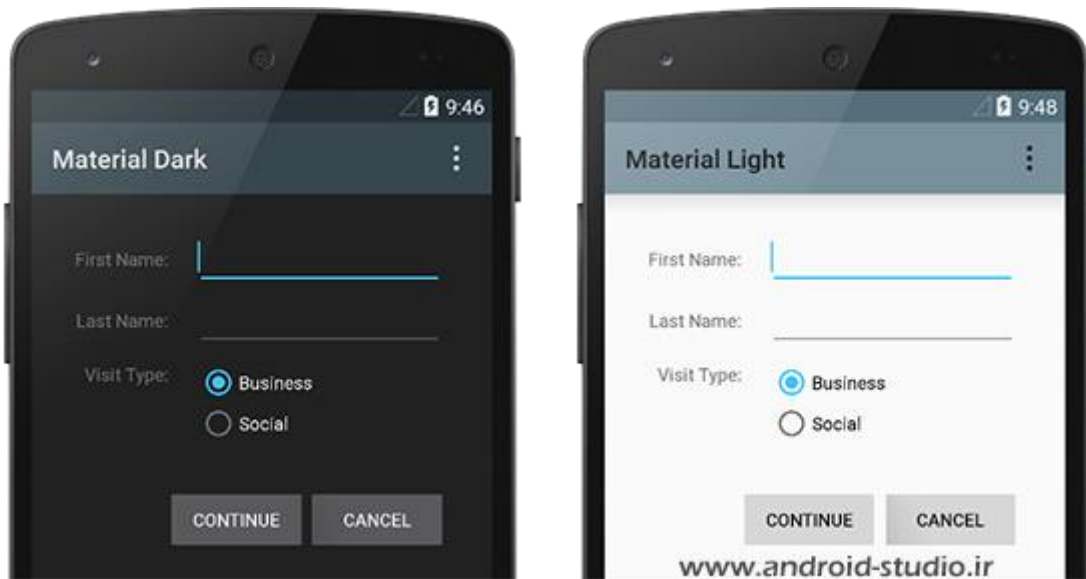 9:46
Material Dark
First Name:
Last Name:
Visit Type:
Business
Social
CONTINUE CANCEL
9:48
Material Light
First Name:
Last Name:
Visit Type:
Business
Social
CONTINUE CANCEL
www.android-studio.ir